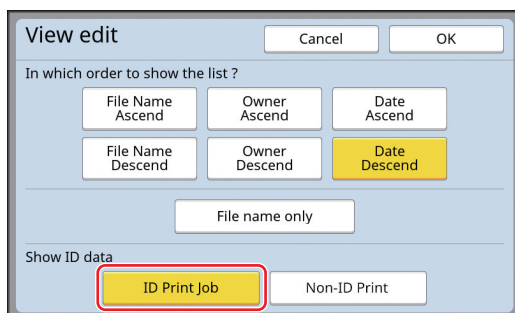 View edit
Cancel
OK
In which order to show the list ?
File Name
Ascend
Owner
Ascend
Date
Ascend
File Name
Descend
Owner
Descend
Date
Descend
File name only
Show ID data
ID Print Job
Non-ID Print